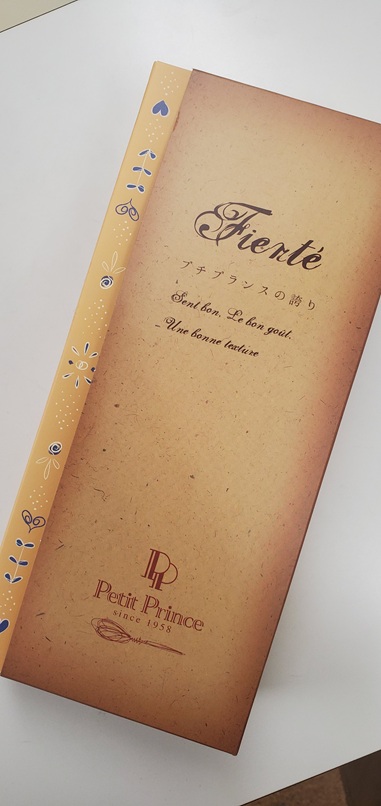 Fierté
プチプランスの誇り
Sent bon. Le bon goût.
- Une bonne texture
PP
Petit Prince
since 1958